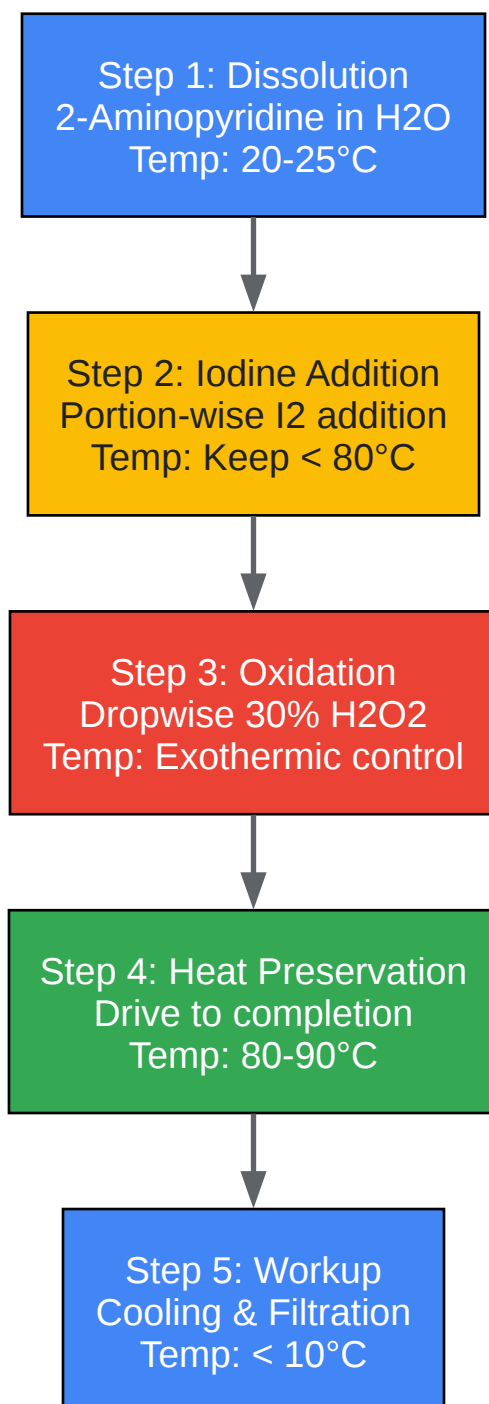 Step 1: Dissolution
2-Aminopyridine in H2O
Temp: 20-25°C
Step 2: Iodine Addition
Portion-wise I2 addition
Temp: Keep < 80°C
Step 3: Oxidation
Dropwise 30% H2O2
Temp: Exothermic control
Step 4: Heat Preservation
Drive to completion
Temp: 80-90°C
Step 5: Workup
Cooling & Filtration
Temp: < 10°C